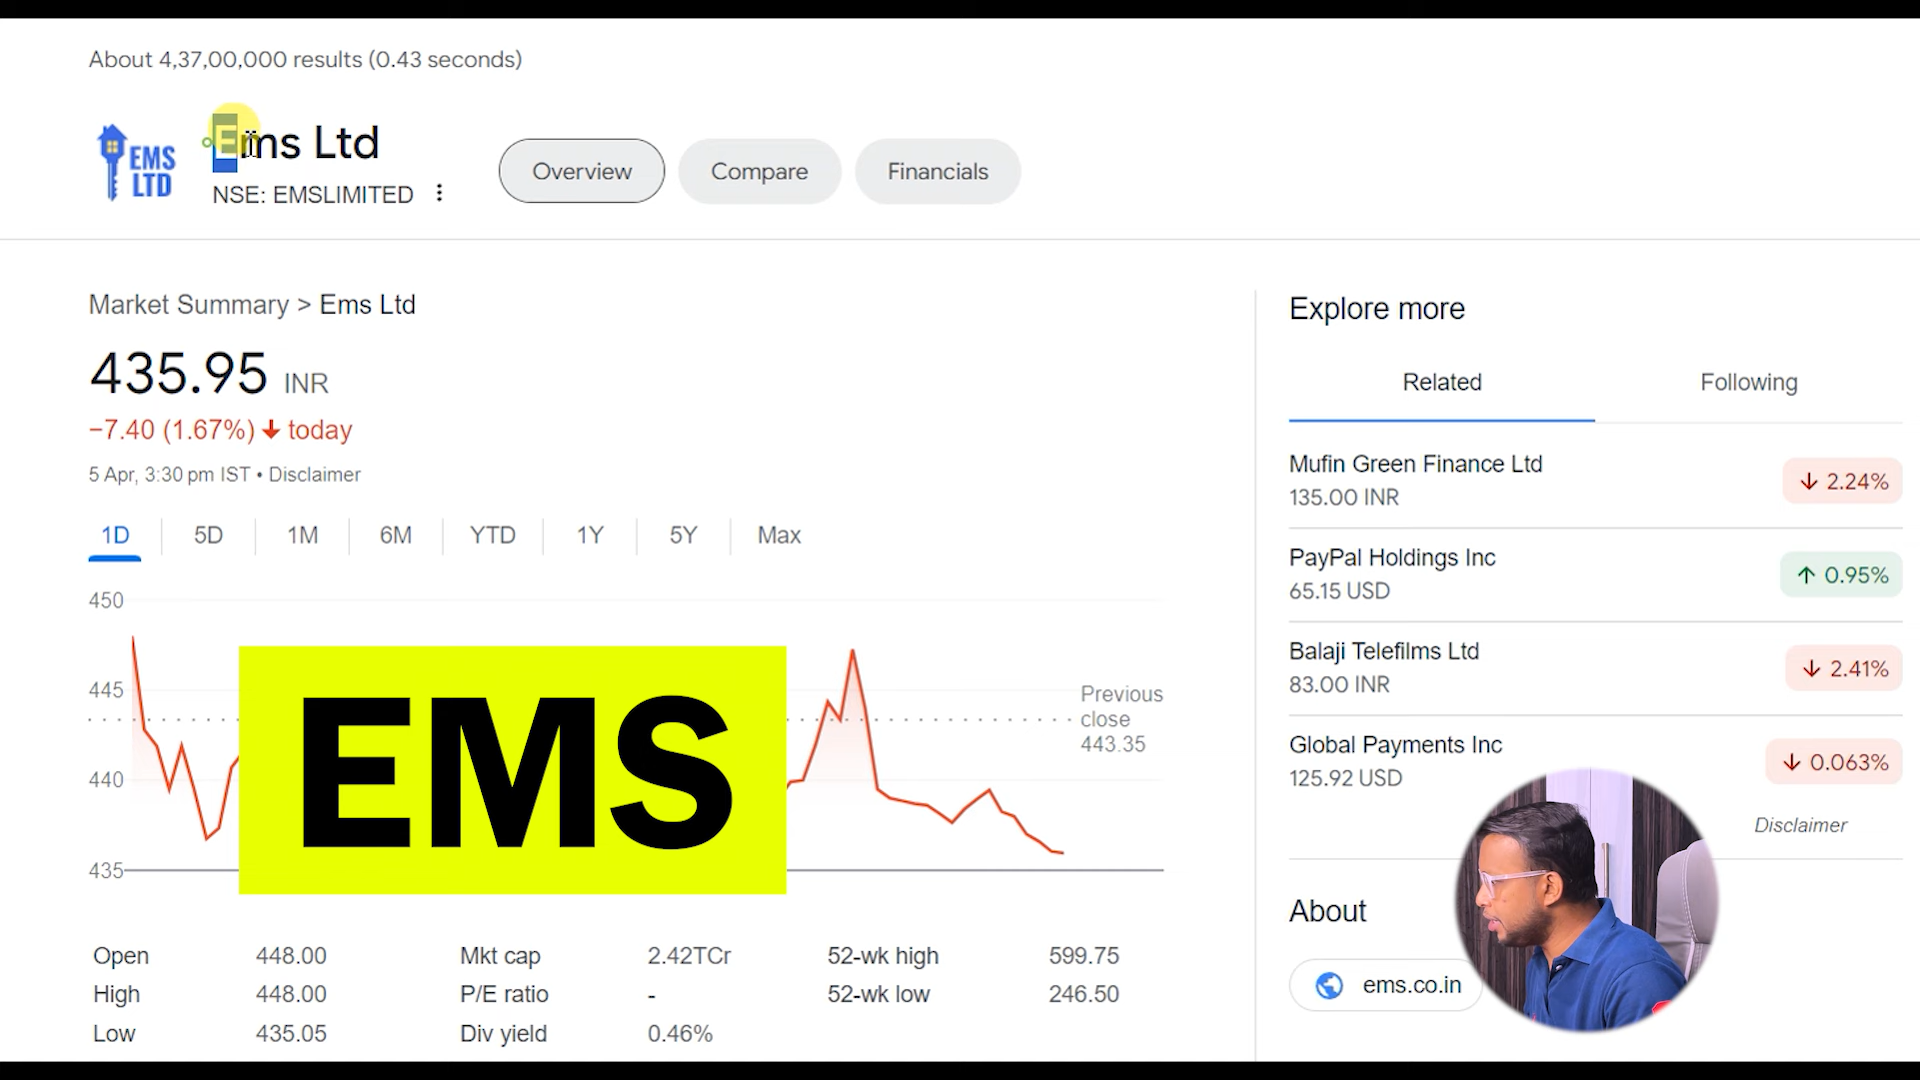 About 4,37,00,000 results (0.43 seconds)
EMS
LTD
Ems Ltd
NSE: EMSLIMITED
Overview
Compare
Financials
Market Summary > Ems Ltd
435.95 INR
−7.40 (1.67%) ↓ today
5 Apr, 3:30 pm IST • Disclaimer
1D
5D
1M
6M
YTD
1Y
5Y
Max
450
445
440
435
Previous
close
443.35
EMS
Open 448.00
High 448.00
Low 435.05
Mkt cap 2.42TCr
P/E ratio -
Div yield 0.46%
52-wk high 599.75
52-wk low 246.50
Explore more
Related
Following
Mufin Green Finance Ltd
135.00 INR
↓ 2.24%
PayPal Holdings Inc
65.15 USD
↑ 0.95%
Balaji Telefilms Ltd
83.00 INR
↓ 2.41%
Global Payments Inc
125.92 USD
↓ 0.063%
Disclaimer
About
ems.co.in